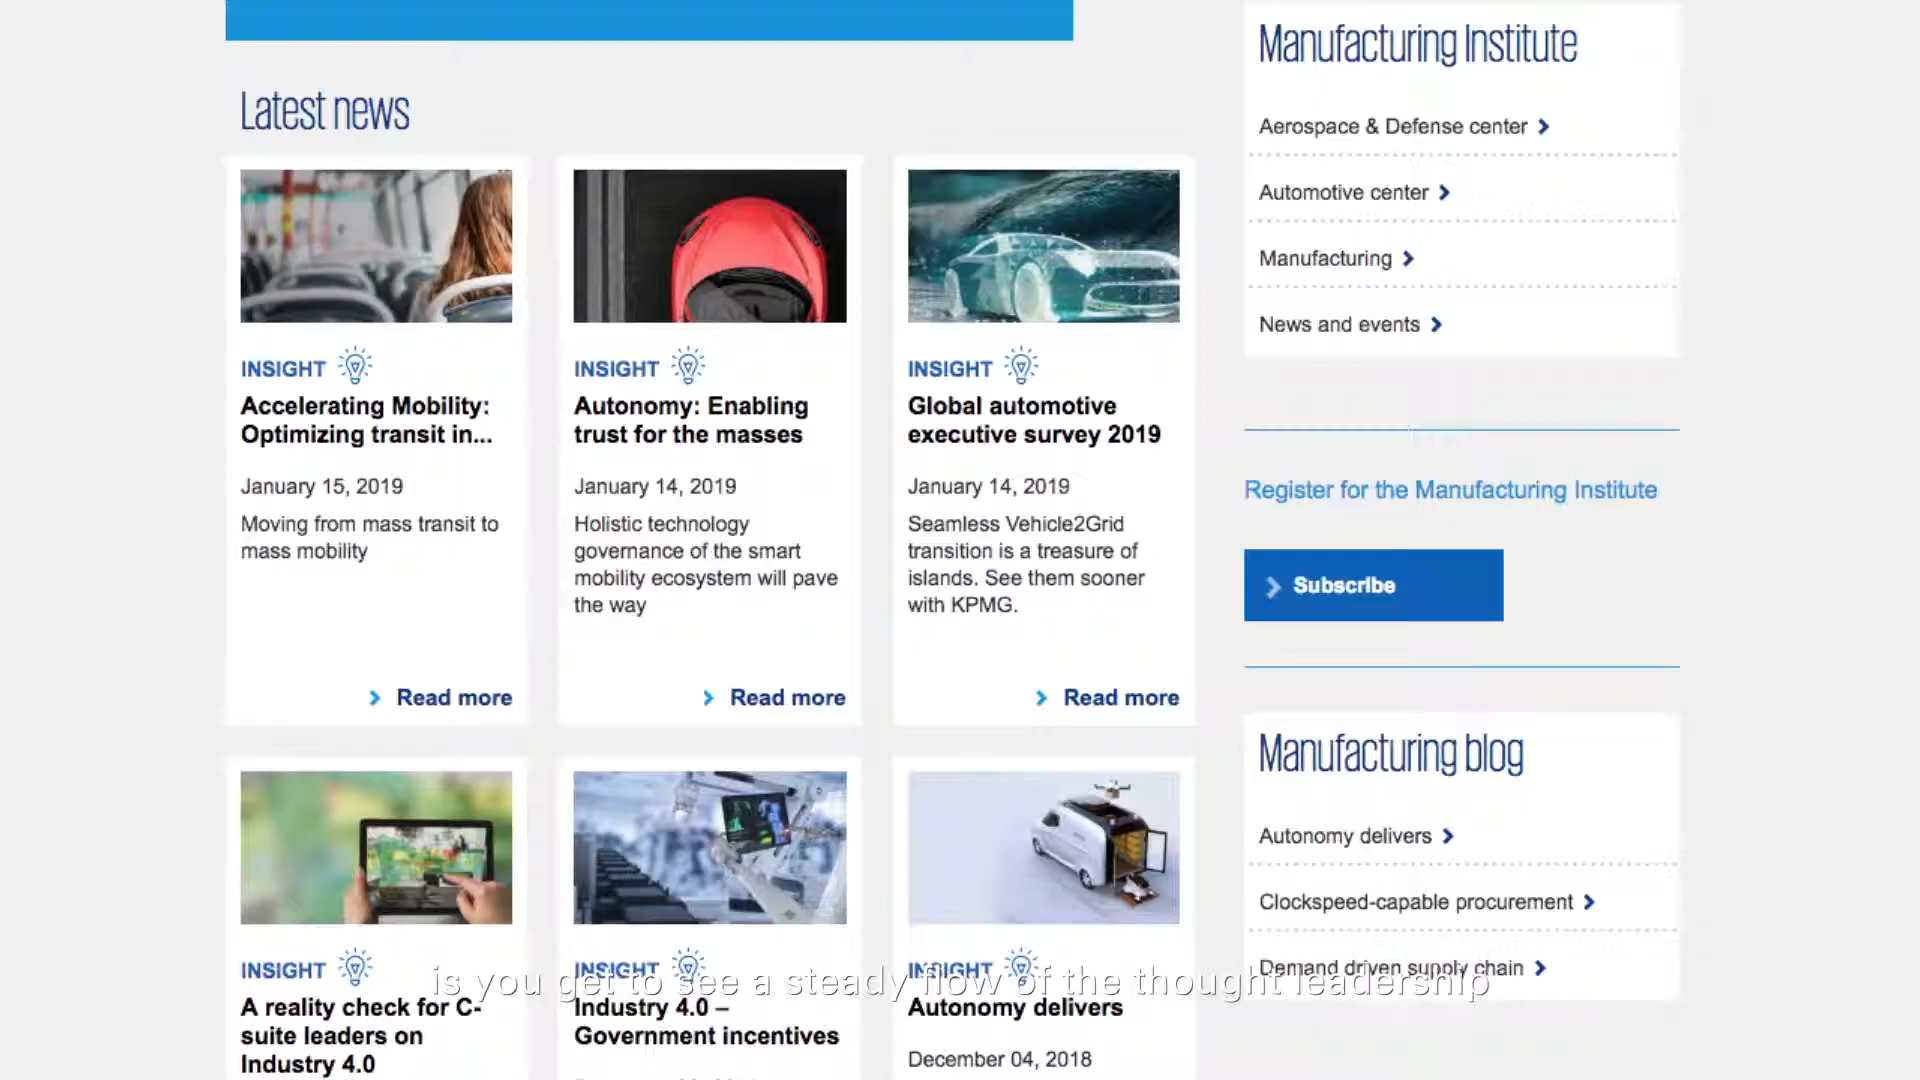 Latest news
INSIGHT
Accelerating Mobility:
Optimizing transit in...
January 15, 2019
Moving from mass transit to
mass mobility
Read more
INSIGHT
Autonomy: Enabling
trust for the masses
January 14, 2019
Holistic technology
governance of the smart
mobility ecosystem will pave
the way
Read more
INSIGHT
Global automotive
executive survey 2019
January 14, 2019
Seamless Vehicle2Grid
transition is a treasure of
islands. See them sooner
with KPMG.
Read more
INSIGHT
A reality check for C-
suite leaders on
Industry 4.0
INSIGHT
Industry 4.0 –
Government incentives
INSIGHT
Autonomy delivers
December 04, 2018
Manufacturing Institute
Aerospace & Defense center
Automotive center
Manufacturing
News and events
Register for the Manufacturing Institute
Subscribe
Manufacturing blog
Autonomy delivers
Clockspeed-capable procurement
Demand driven supply chain
is you get to see a steady flow of the thought leadership